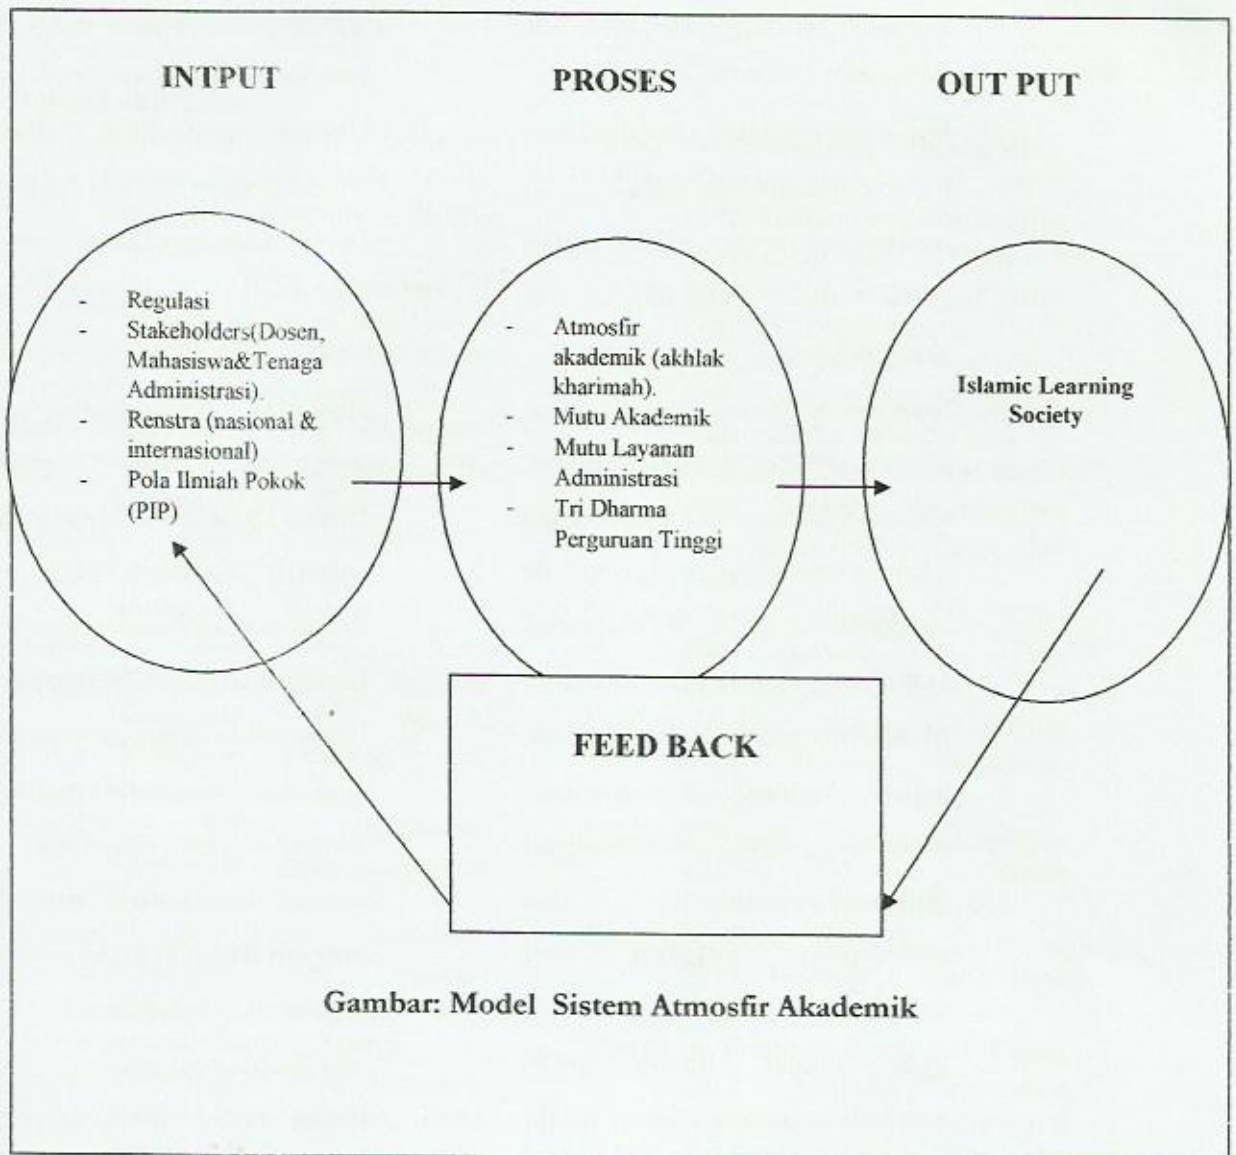 INTPUT
PROSES
OUT PUT
- Regulasi
- Stakeholders(Dosen,
Mahasiswa&Tenaga
Administrasi).
- Renstra (nasional &
internasional)
- Pola Ilmiah Pokok
(PIP)
- Atmosfir
akademik (akhlak
kharimah).
- Mutu Akademik
- Mutu Layanan
Administrasi
- Tri Dharma
Perguruan Tinggi
Islamic Learning
Society
FEED BACK
Gambar: Model Sistem Atmosfir Akademik